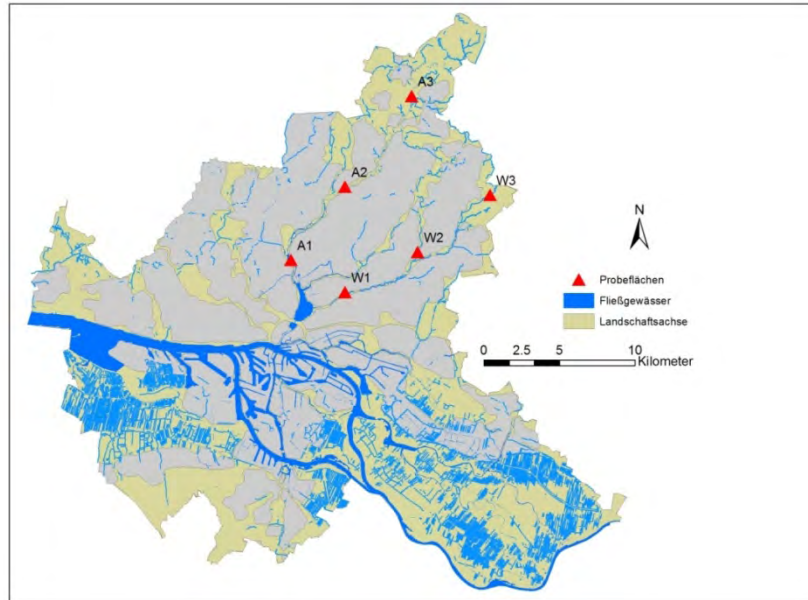 A3
A2
W3
N
W2
A1
Probeflächen
W1
Fließgewässer
Landschaftsachse
0 2.5 5 10
Kilometer